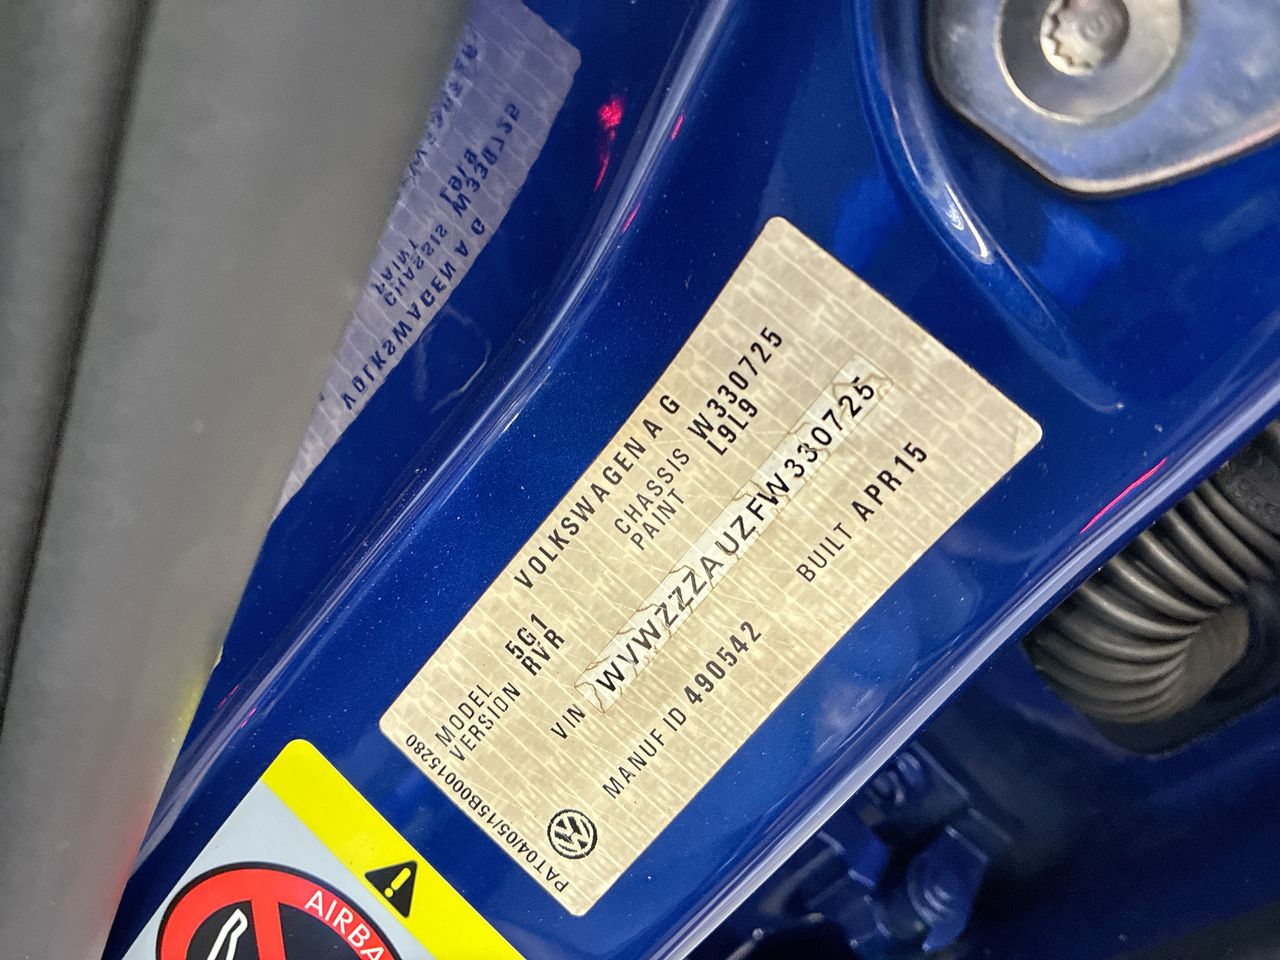 VOLKSWAGEN AG
MODEL 5G1 CHASSIS W330725
VERSION RVR PAINT L9L9
VIN WVWZZZAUZFW330725
MANUF ID 490542 BUILT APR15
PAT04/05/15B00015280
AIRBA